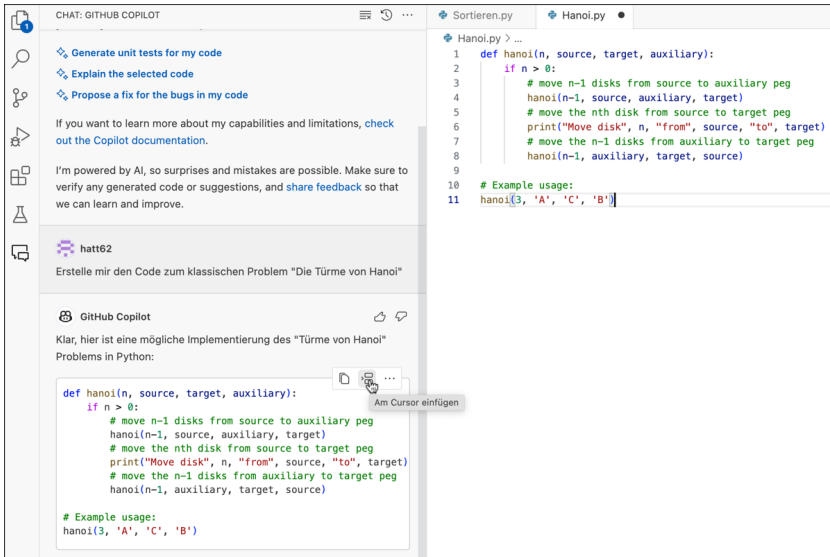 CHAT: GITHUB COPILOT
Generate unit tests for my code
Explain the selected code
Propose a fix for the bugs in my code
If you want to learn more about my capabilities and limitations, check
out the Copilot documentation.
I'm powered by AI, so surprises and mistakes are possible. Make sure to
verify any generated code or suggestions, and share feedback so that
we can learn and improve.
hatt62
Erstelle mir den Code zum klassischen Problem "Die Türme von Hanoi"
GitHub Copilot
Klar, hier ist eine mögliche Implementierung des "Türme von Hanoi"
Problems in Python:
Am Cursor einfügen
def hanoi(n, source, target, auxiliary):
if n > 0:
# move n-1 disks from source to auxiliary peg
hanoi(n-1, source, auxiliary, target)
# move the nth disk from source to target peg
print("Move disk", n, "from", source, "to", target)
# move the n-1 disks from auxiliary to target peg
hanoi(n-1, auxiliary, target, source)
# Example usage:
hanoi(3, 'A', 'C', 'B')
1
Sortieren.py
Hanoi.py
Hanoi.py > ...
1 def hanoi(n, source, target, auxiliary):
2 if n > 0:
3 # move n-1 disks from source to auxiliary peg
4 hanoi(n-1, source, auxiliary, target)
5 # move the nth disk from source to target peg
6 print("Move disk", n, "from", source, "to", target)
7 # move the n-1 disks from auxiliary to target peg
8 hanoi(n-1, auxiliary, target, source)
9
10 # Example usage:
11 hanoi(3, 'A', 'C', 'B')